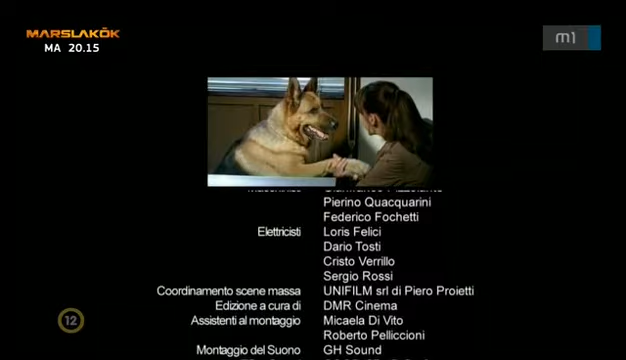 MARSLAKÓK
MA 20.15
m1
Pierino Quacquarini
Federico Fochetti
Elettricisti Loris Felici
Dario Tosti
Cristo Verrillo
Sergio Rossi
Coordinamento scene massa UNIFILM srl di Piero Proietti
Edizione a cura di DMR Cinema
Assistenti al montaggio Micaela Di Vito
Roberto Pelliccioni
Montaggio del Suono GH Sound
12